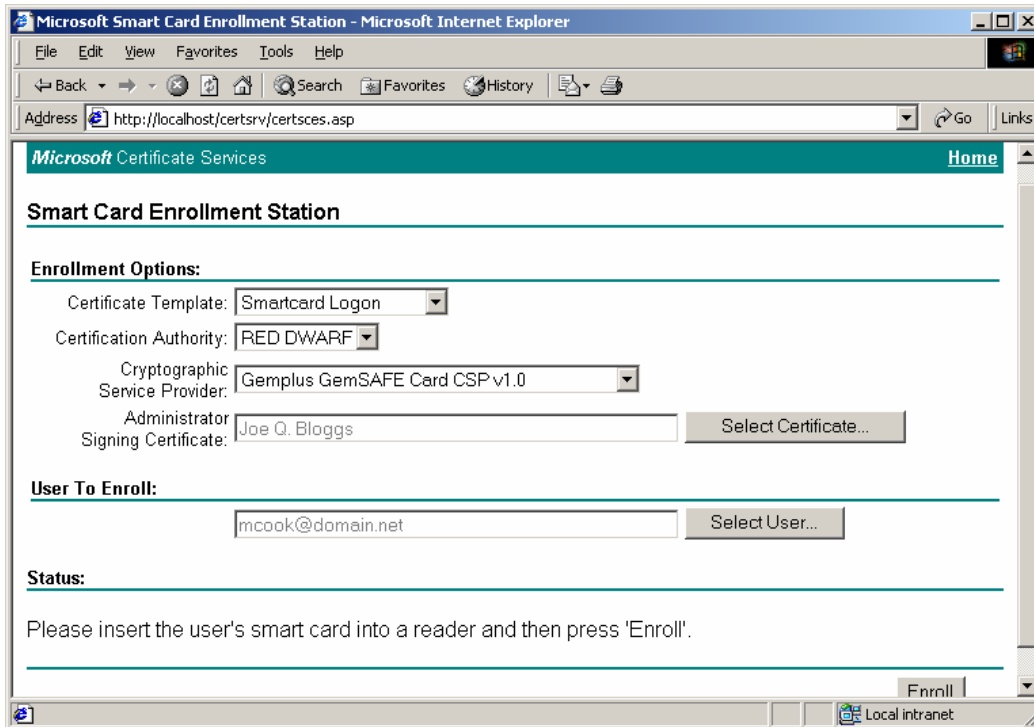 Microsoft Smart Card Enrollment Station - Microsoft Internet Explorer
File Edit View Favorites Tools Help
Back Search Favorites History
Address http://localhost/certsrv/certsces.asp Go Links
Microsoft Certificate Services Home
Smart Card Enrollment Station
Enrollment Options:
Certificate Template: Smartcard Logon
Certification Authority: RED DWARF
Cryptographic
Service Provider: Gemplus GemSAFE Card CSP v1.0
Administrator
Signing Certificate: Joe Q. Bloggs Select Certificate...
User To Enroll:
mcook@domain.net Select User...
Status:
Please insert the user's smart card into a reader and then press 'Enroll'.
Enroll
Local intranet